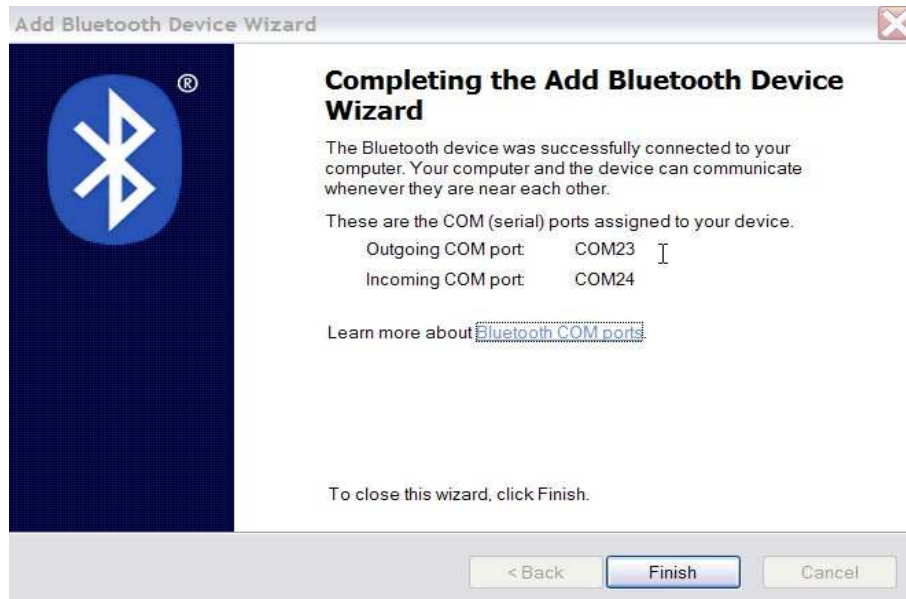 Add Bluetooth Device Wizard
®
Completing the Add Bluetooth Device
Wizard
The Bluetooth device was successfully connected to your
computer. Your computer and the device can communicate
whenever they are near each other.
These are the COM (serial) ports assigned to your device.
Outgoing COM port: COM23
Incoming COM port: COM24
Learn more about Bluetooth COM ports.
To close this wizard, click Finish.
< Back Finish Cancel